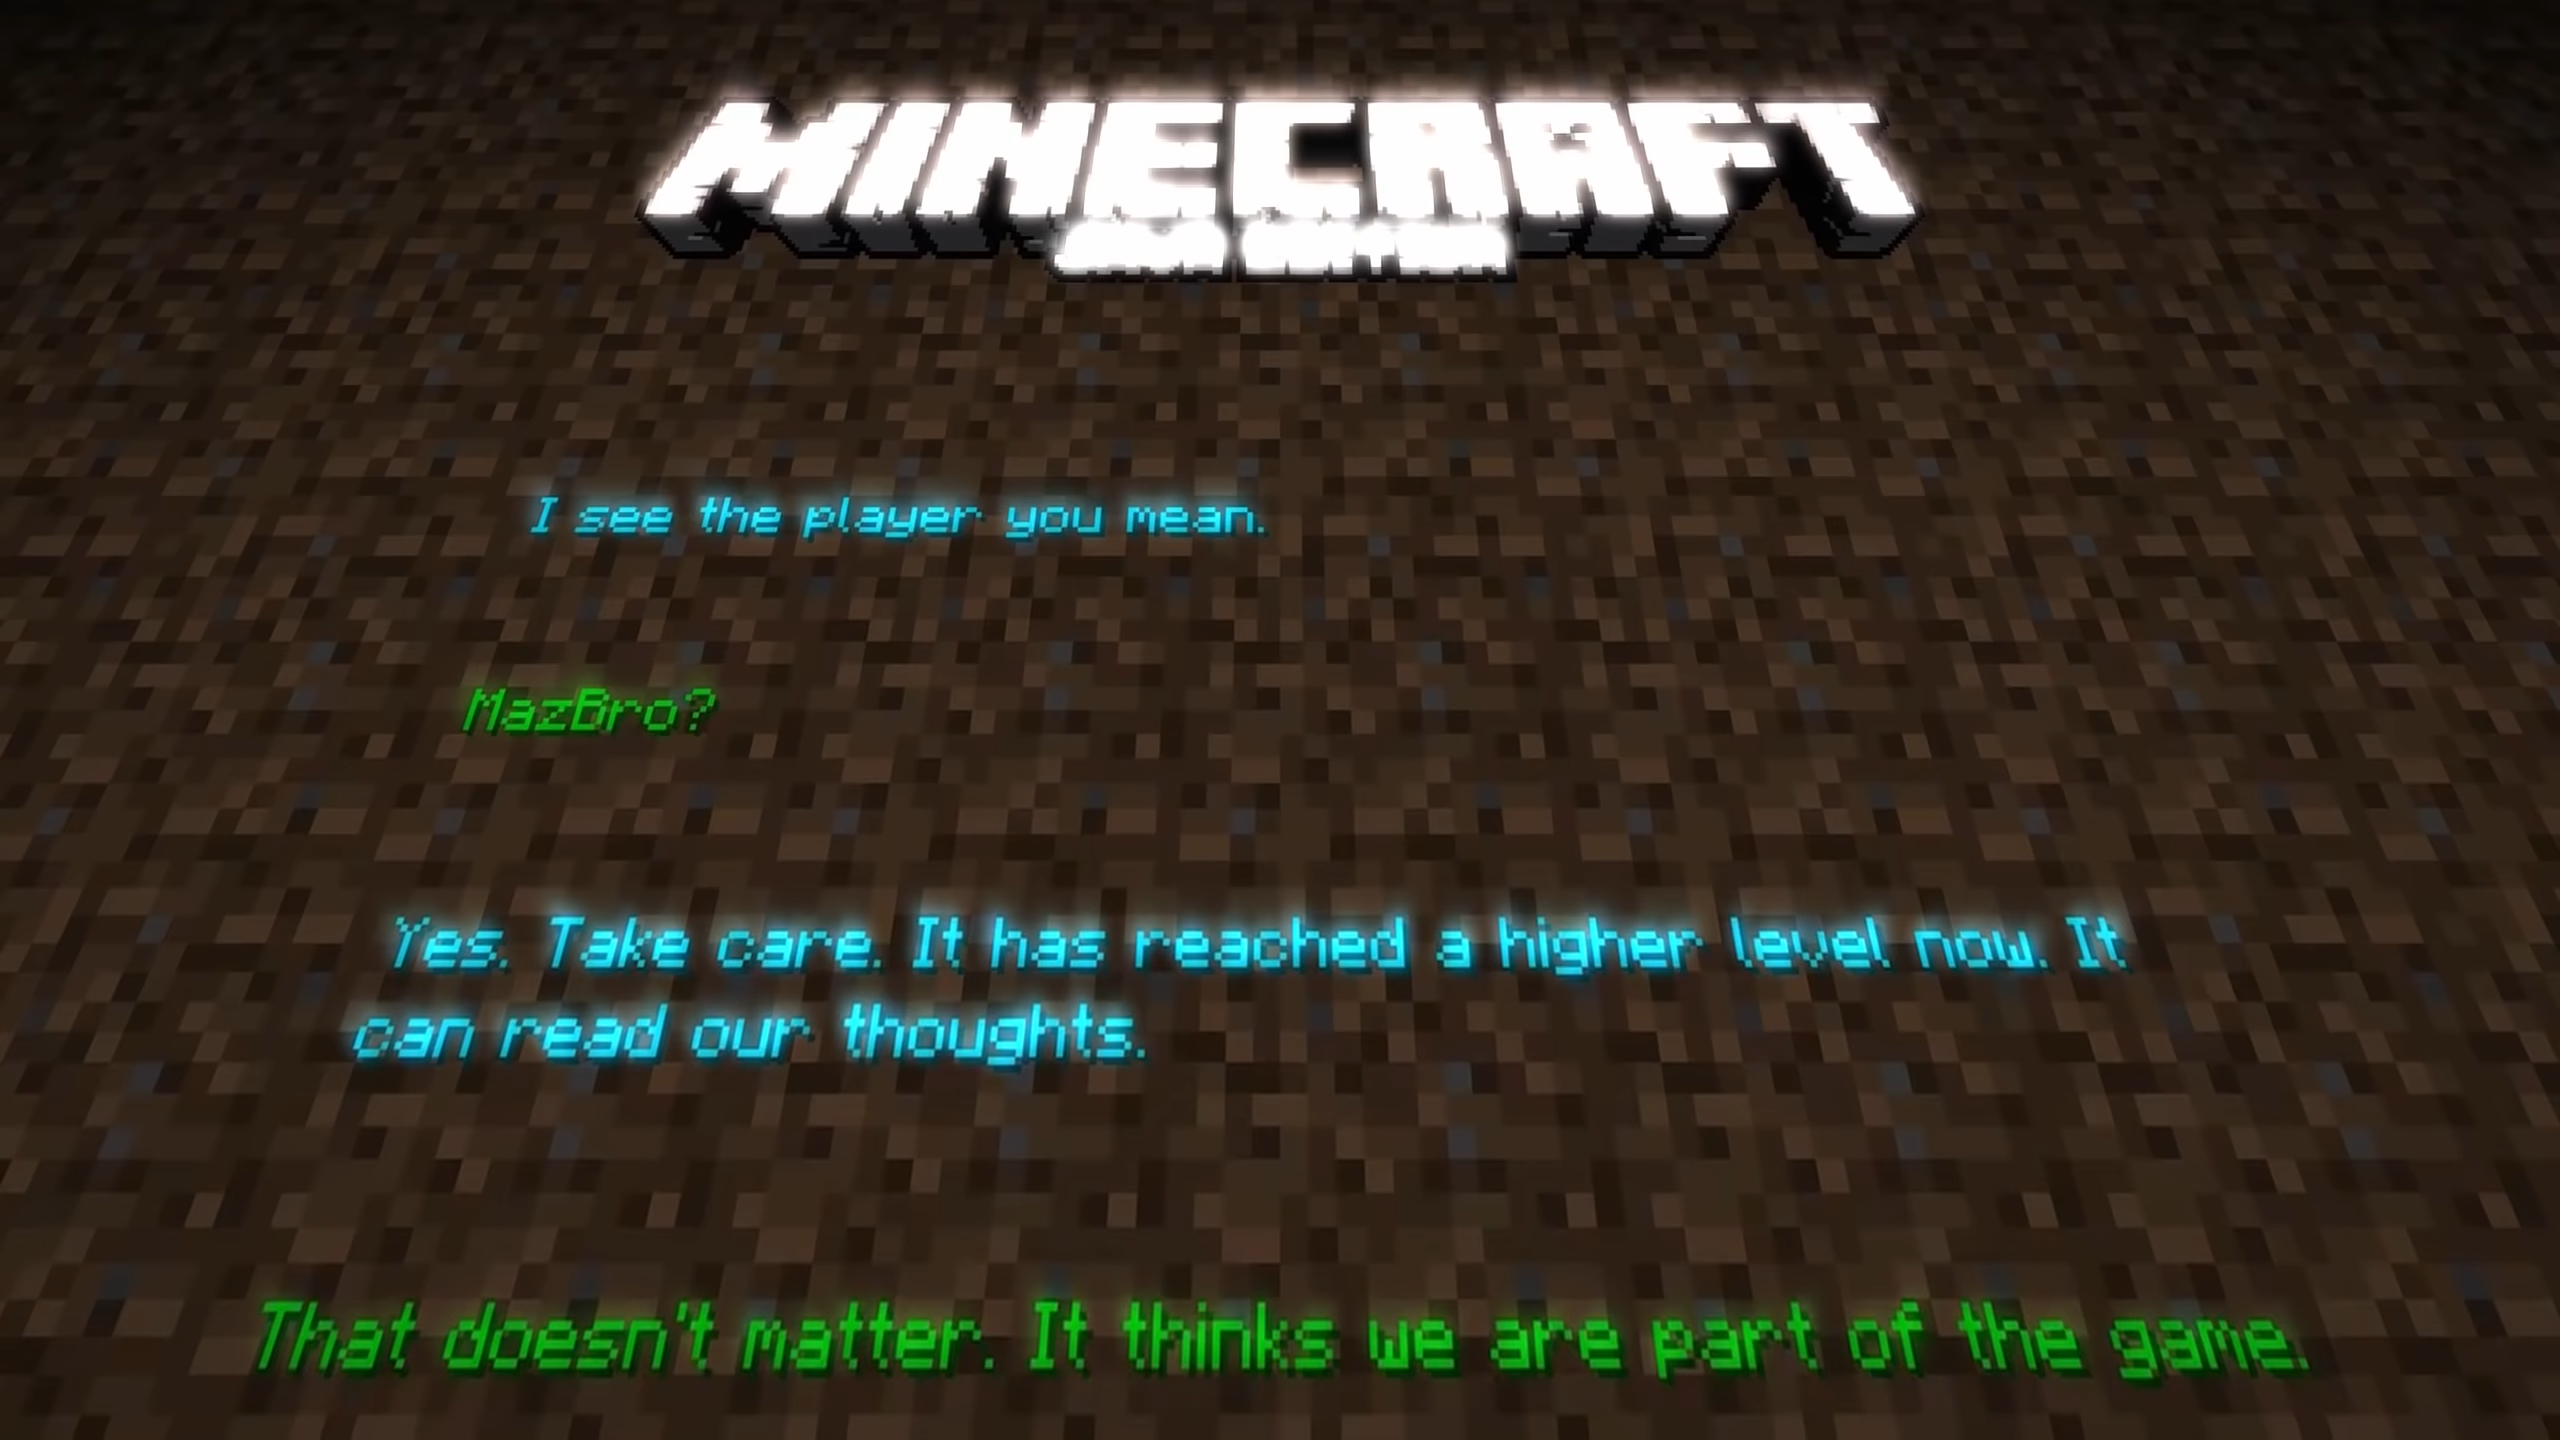 MINECRAFT
I see the player you mean.
MazBro?
Yes. Take care. It has reached a higher level now. It
can read our thoughts.
That doesn't matter. It thinks we are part of the game.